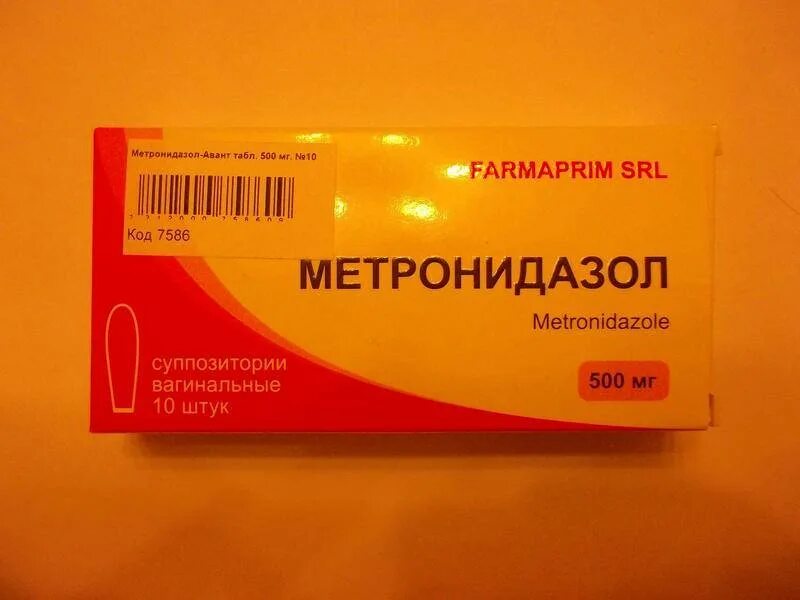 Метронидазол-Авант табл. 500 мг. №10
Код 7586
FARMAPRIM SRL
МЕТРОНИДАЗОЛ
Metronidazole
500 мг
суппозитории
вагинальные
10 штук